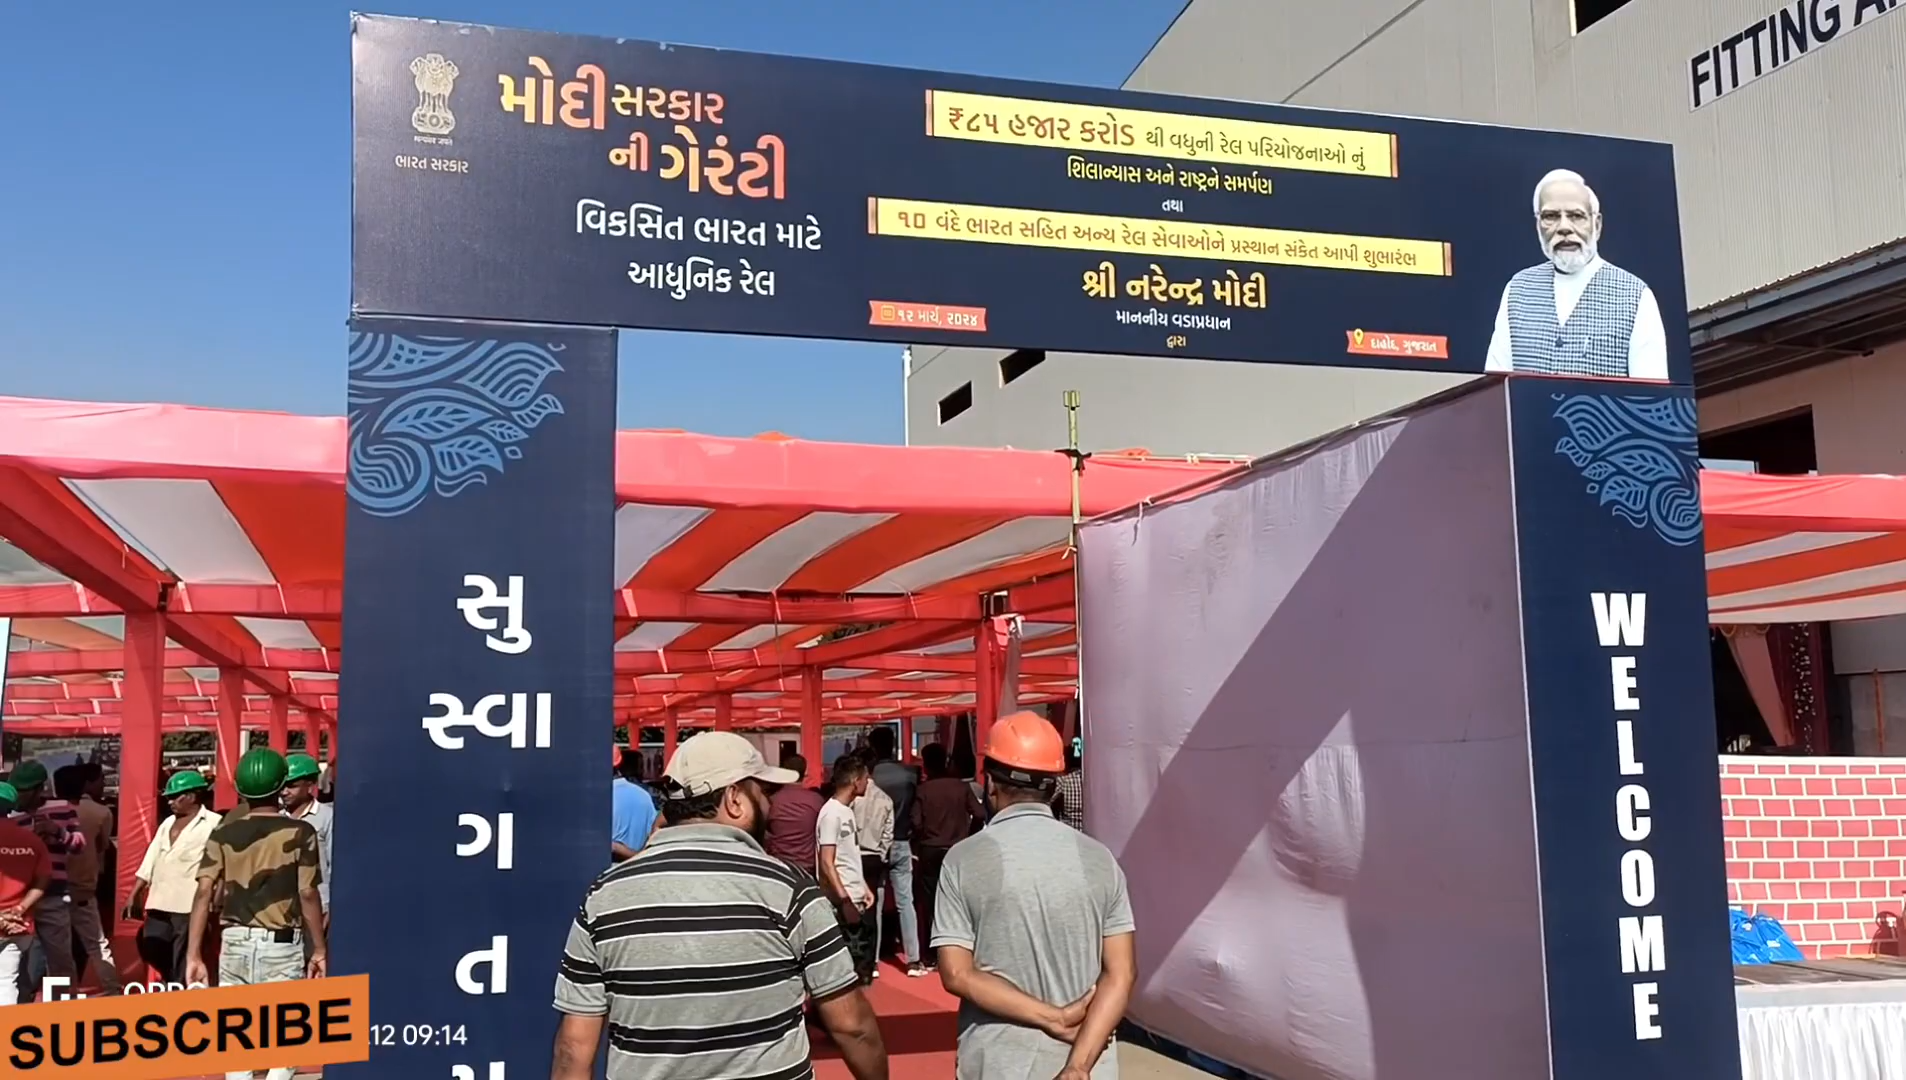 ભારત સરકાર
મોદી સરકાર
ની ગેરંટી
વિકસિત ભારત માટે
આધુનિક રેલ
₹૮૫ હજાર કરોડ થી વધુની રેલ પરિયોજનાઓ નું
શિલાન્યાસ અને રાષ્ટ્રને સમર્પણ
તથા
૧૦ વંદે ભારત સહિત અન્ય રેલ સેવાઓને પ્રસ્થાન સંકેત આપી શુભારંભ
શ્રી નરેન્દ્ર મોદી
માનનીય વડાપ્રધાન
દ્વારા
૧૨ માર્ચ, ૨૦૨૪
દાહોદ, ગુજરાત
FITTING
સુ
સ્વા
ગ
ત
WELCOME
SUBSCRIBE
12 09:14